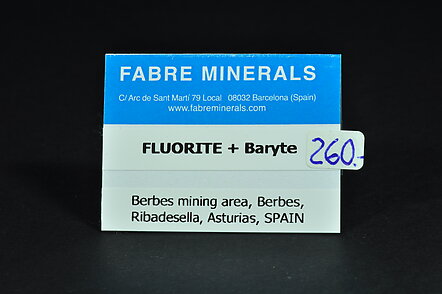 FABRE MINERALS
C/ Arc de Sant Martí 79 Local 08032 Barcelona (Spain)
www.fabreminerals.com
FLUORITE + Baryte
260.-
Berbes mining area, Berbes,
Ribadesella, Asturias, SPAIN